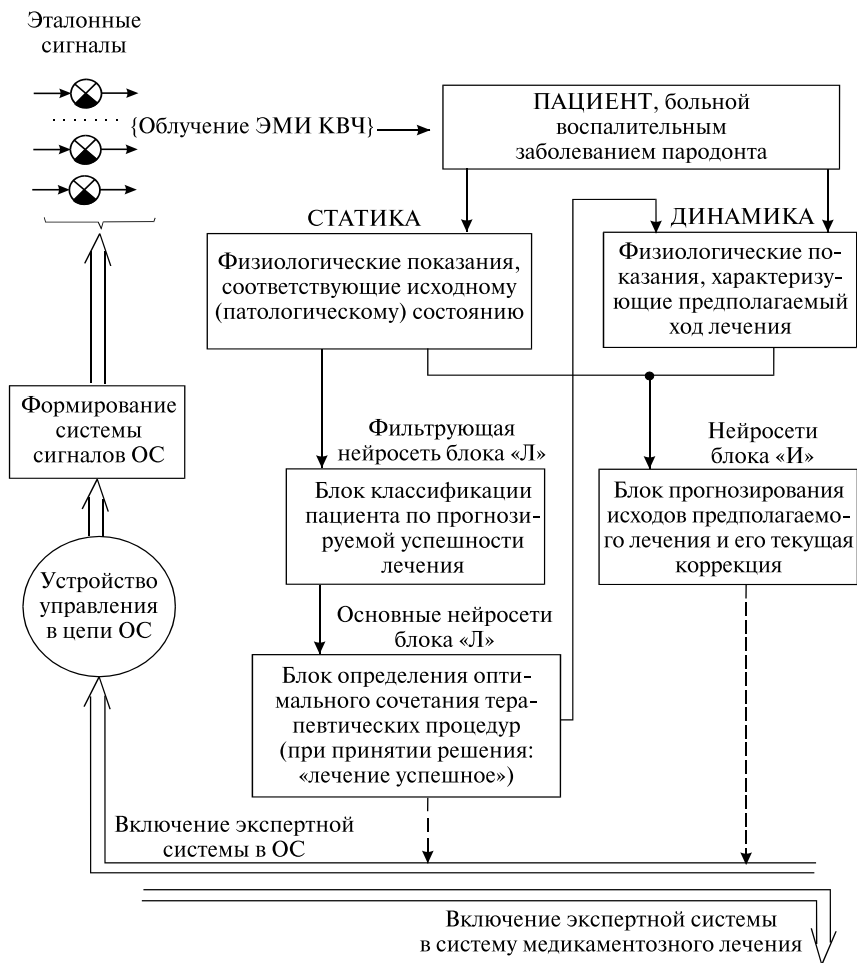 Эталонные
сигналы
{Облучение ЭМИ КВЧ}
ПАЦИЕНТ, больной
воспалительным
заболеванием пародонта
СТАТИКА
ДИНАМИКА
Физиологические показания,
соответствующие исходному
(патологическому) состоянию
Физиологические по-
казания, характеризу-
ющие предполагаемый
ход лечения
Формирование
системы
сигналов ОС
Фильтрующая
нейросеть блока «Л»
Нейросети
блока «И»
Блок классификации
пациента по прогнози-
руемой успешности
лечения
Блок прогнозирования
исходов предполагаемо-
го лечения и его текущая
коррекция
Устройство
управления
в цепи ОС
Основные нейросети
блока «Л»
Блок определения опти-
мального сочетания тера-
певтических процедур
(при принятии решения:
«лечение успешное»)
Включение экспертной
системы в ОС
Включение экспертной системы
в систему медикаментозного лечения